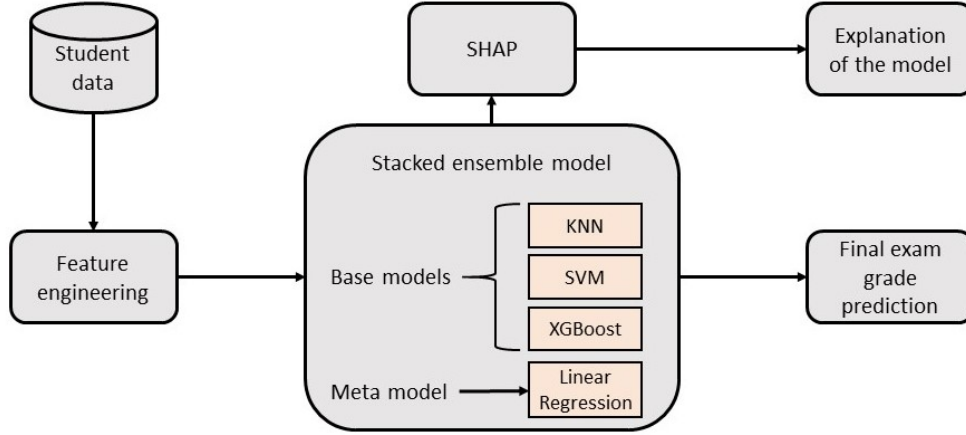 Student
data
SHAP
Explanation
of the model
Stacked ensemble model
KNN
Feature
engineering
Base models
SVM
XGBoost
Final exam
grade
prediction
Meta model
Linear
Regression